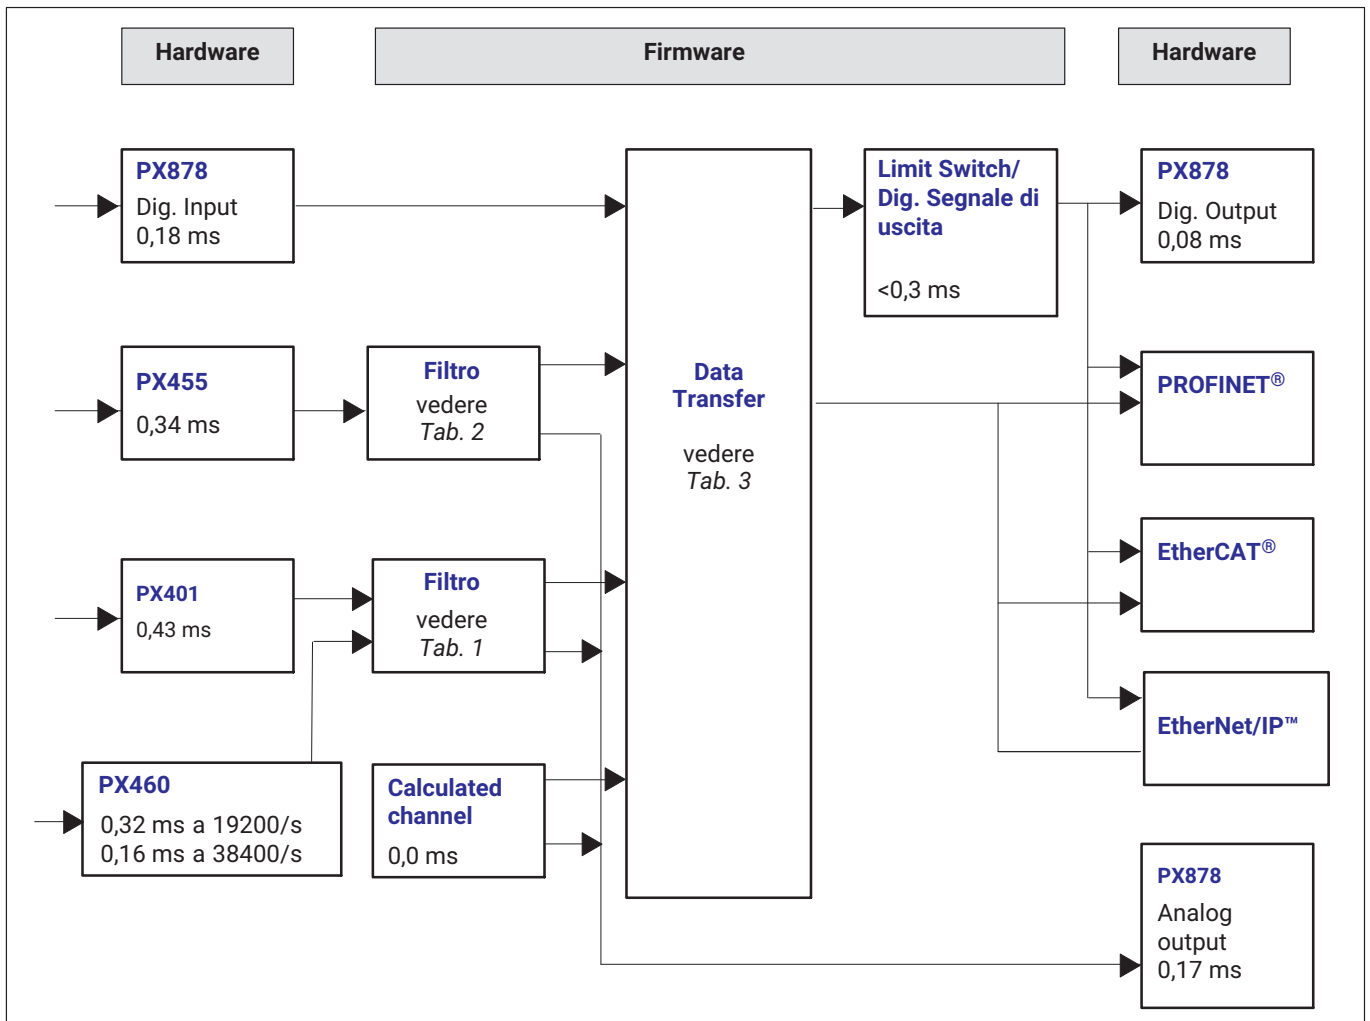 Hardware
Firmware
Hardware
PX878
Dig. Input
0,18 ms
PX455
0,34 ms
Filtro
vedere
Tab. 2
PX401
0,43 ms
Filtro
vedere
Tab. 1
PX460
0,32 ms a 19200/s
0,16 ms a 38400/s
Calculated
channel
0,0 ms
Data
Transfer
vedere
Tab. 3
Limit Switch/
Dig. Segnale di
uscita
<0,3 ms
PX878
Dig. Output
0,08 ms
PROFINET®
EtherCAT®
EtherNet/IP™
PX878
Analog
output
0,17 ms